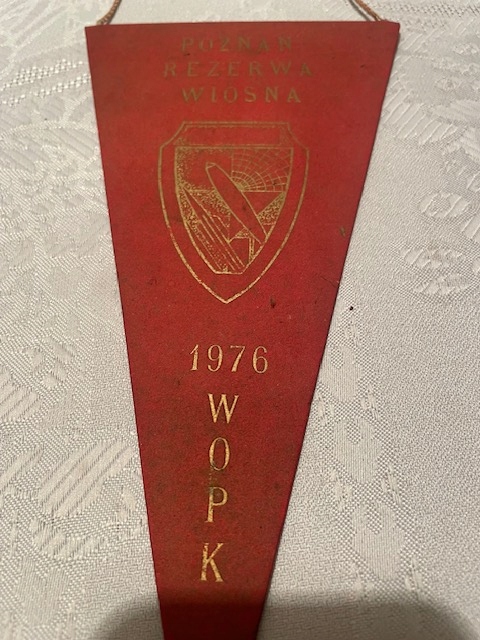 POZNAŃ
REZERWA
WIOSNA
1976
W
O
P
K